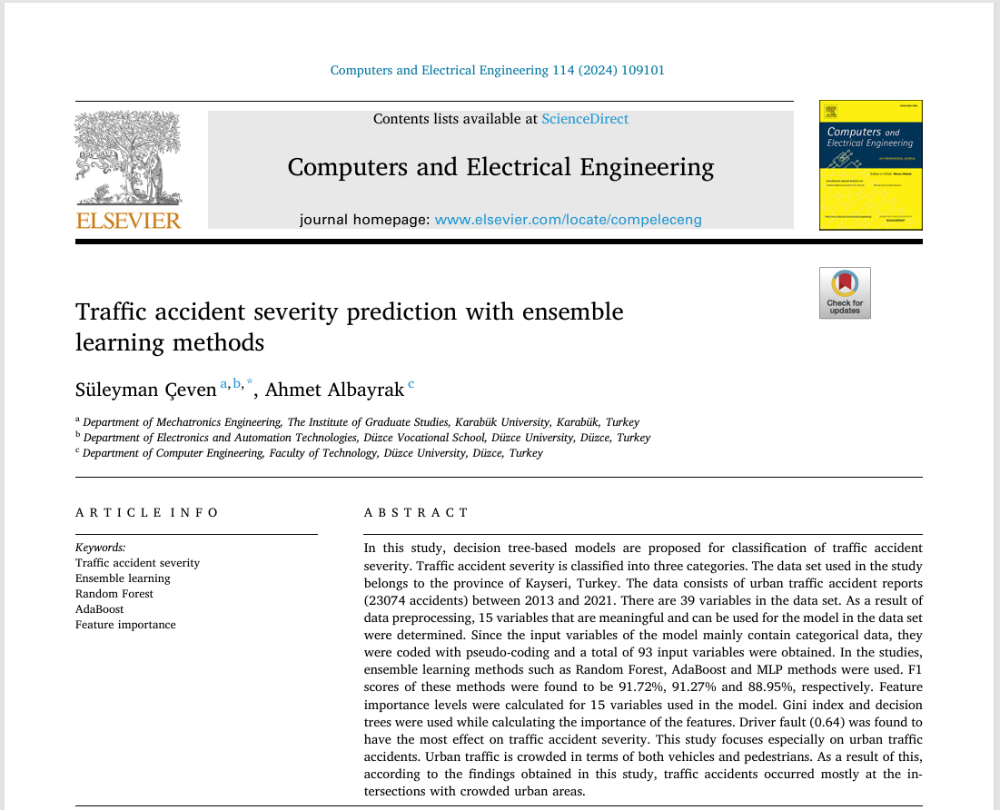 Computers and Electrical Engineering 114 (2024) 109101
Contents lists available at ScienceDirect
Computers and Electrical Engineering
journal homepage: www.elsevier.com/locate/compeleceng
ELSEVIER
Computers and
Electrical Engineering
Check for
updates
Traffic accident severity prediction with ensemble
learning methods
Süleyman Çeven a,b,*, Ahmet Albayrak c
a Department of Mechatronics Engineering, The Institute of Graduate Studies, Karabük University, Karabük, Turkey
b Department of Electronics and Automation Technologies, Düzce Vocational School, Düzce University, Düzce, Turkey
c Department of Computer Engineering, Faculty of Technology, Düzce University, Düzce, Turkey
ARTICLE INFO
Keywords:
Traffic accident severity
Ensemble learning
Random Forest
AdaBoost
Feature importance
ABSTRACT
In this study, decision tree-based models are proposed for classification of traffic accident
severity. Traffic accident severity is classified into three categories. The data set used in the study
belongs to the province of Kayseri, Turkey. The data consists of urban traffic accident reports
(23074 accidents) between 2013 and 2021. There are 39 variables in the data set. As a result of
data preprocessing, 15 variables that are meaningful and can be used for the model in the data set
were determined. Since the input variables of the model mainly contain categorical data, they
were coded with pseudo-coding and a total of 93 input variables were obtained. In the studies,
ensemble learning methods such as Random Forest, AdaBoost and MLP methods were used. F1
scores of these methods were found to be 91.72%, 91.27% and 88.95%, respectively. Feature
importance levels were calculated for 15 variables used in the model. Gini index and decision
trees were used while calculating the importance of the features. Driver fault (0.64) was found to
have the most effect on traffic accident severity. This study focuses especially on urban traffic
accidents. Urban traffic is crowded in terms of both vehicles and pedestrians. As a result of this,
according to the findings obtained in this study, traffic accidents occurred mostly at the in-
tersections with crowded urban areas.